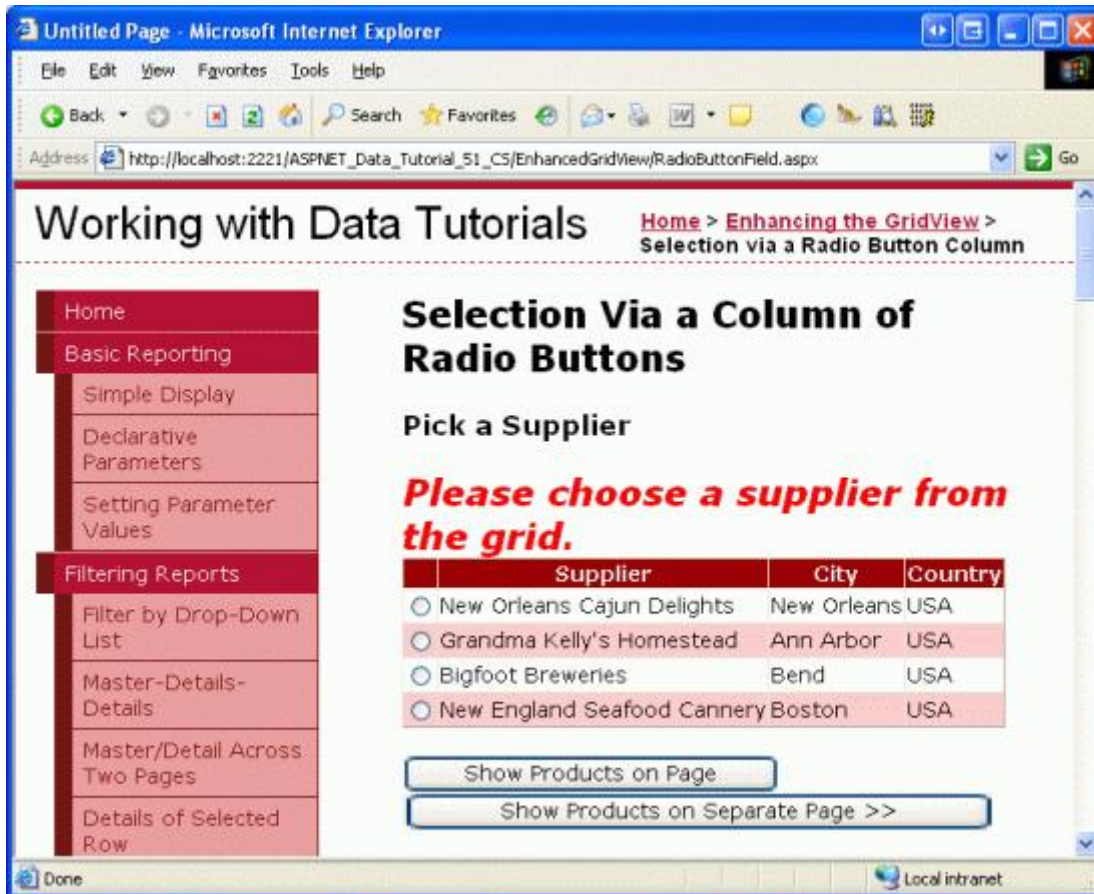 Untitled Page - Microsoft Internet Explorer
File Edit View Favorites Tools Help
Back Search Favorites W
Address http://localhost:2221/ASPNET_Data_Tutorial_51_CS/EnhancedGridView/RadioButtonField.aspx Go
Working with Data Tutorials
Home > Enhancing the GridView >
Selection via a Radio Button Column
Home
Basic Reporting
Simple Display
Declarative
Parameters
Setting Parameter
Values
Filtering Reports
Filter by Drop-Down
List
Master-Details-
Details
Master/Detail Across
Two Pages
Details of Selected
Row
Selection Via a Column of
Radio Buttons
Pick a Supplier
Please choose a supplier from
the grid.
Supplier City Country
New Orleans Cajun Delights New Orleans USA
Grandma Kelly's Homestead Ann Arbor USA
Bigfoot Breweries Bend USA
New England Seafood Cannery Boston USA
Show Products on Page
Show Products on Separate Page >>
Done Local intranet